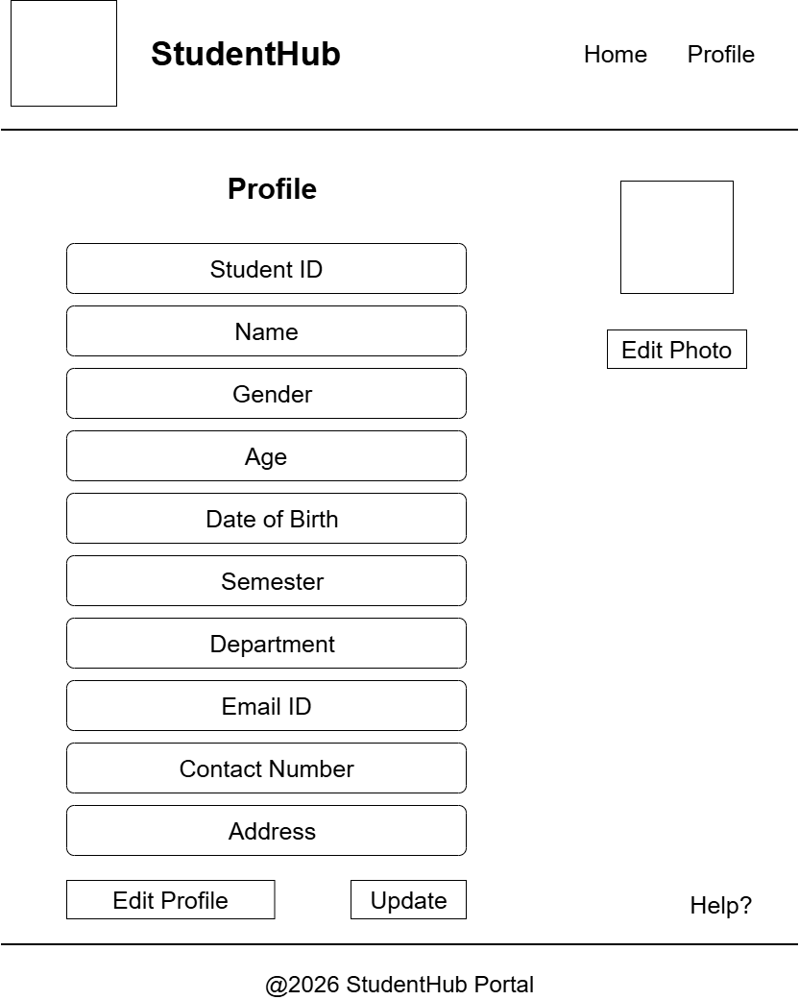 StudentHub
Home Profile
Profile
Student ID
Name
Gender
Age
Date of Birth
Semester
Department
Email ID
Contact Number
Address
Edit Profile
Update
Edit Photo
Help?
@2026 StudentHub Portal